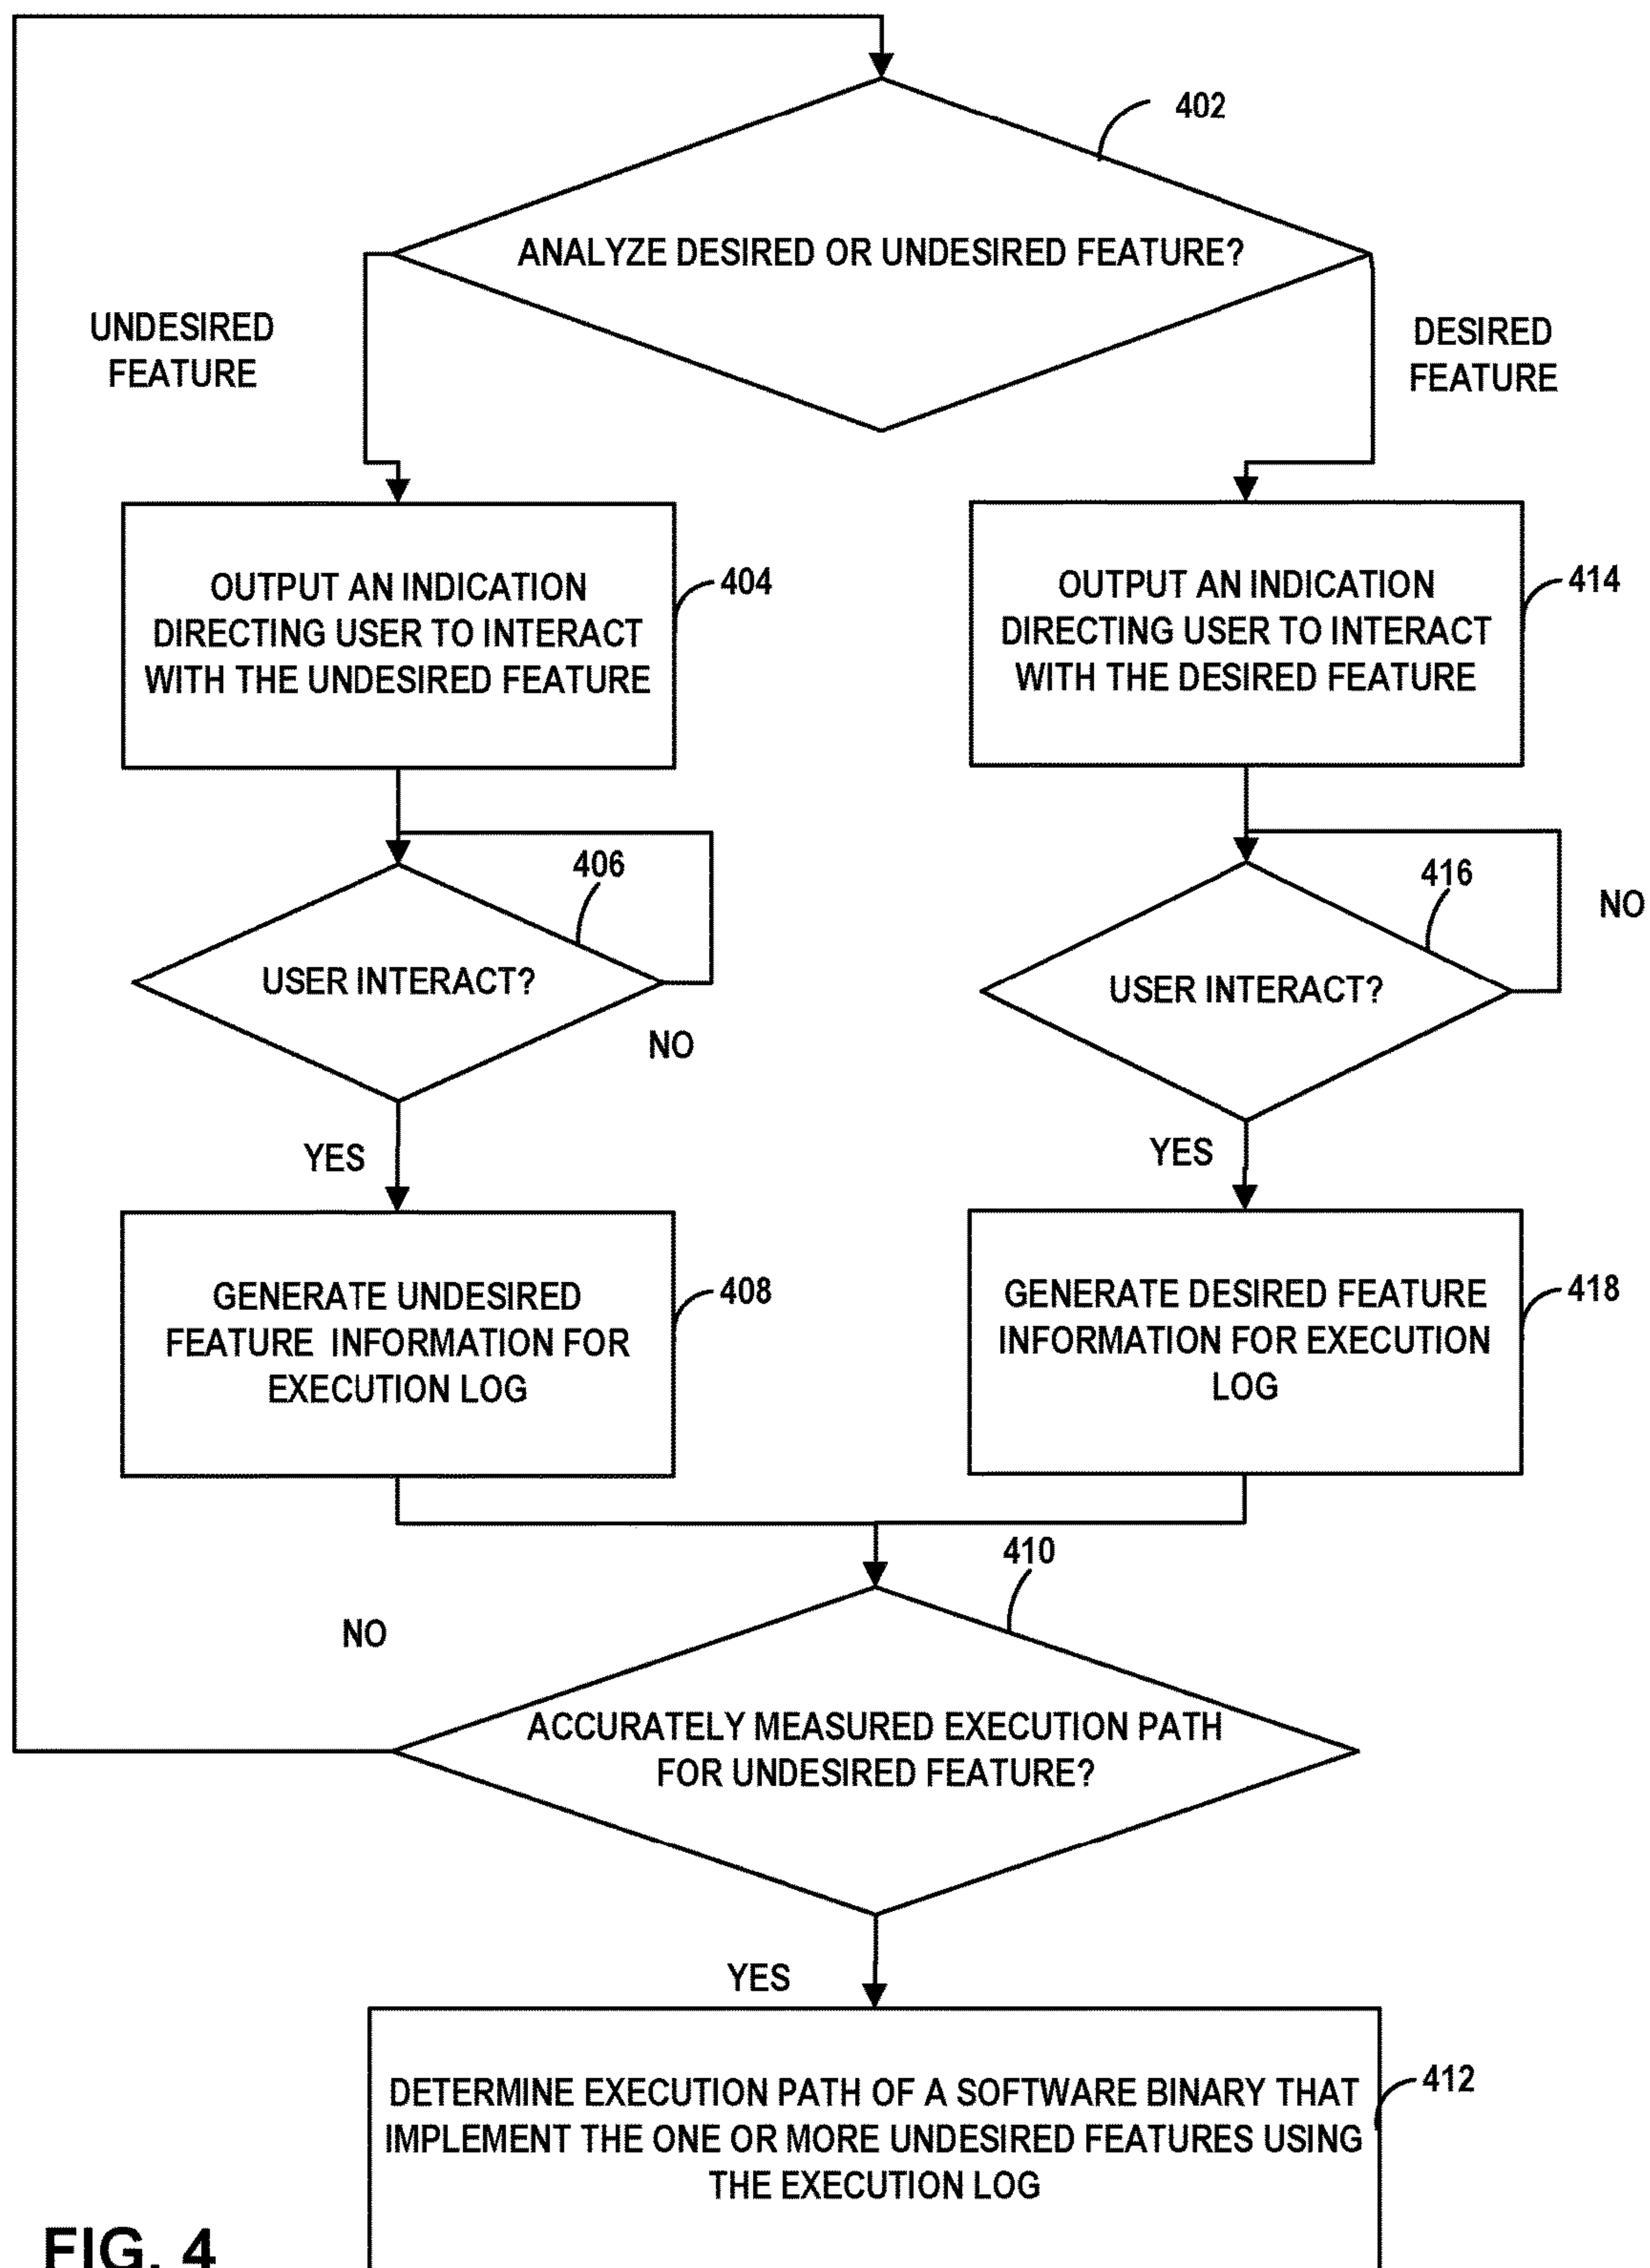 402
ANALYZE DESIRED OR UNDESIRED FEATURE?
UNDESIRED
FEATURE
DESIRED
FEATURE
OUTPUT AN INDICATION
DIRECTING USER TO INTERACT
WITH THE UNDESIRED FEATURE
404
OUTPUT AN INDICATION
DIRECTING USER TO INTERACT
WITH THE DESIRED FEATURE
414
406
USER INTERACT?
NO
416
USER INTERACT?
NO
YES
YES
GENERATE UNDESIRED
FEATURE INFORMATION FOR
EXECUTION LOG
408
GENERATE DESIRED FEATURE
INFORMATION FOR EXECUTION
LOG
418
410
NO
ACCURATELY MEASURED EXECUTION PATH
FOR UNDESIRED FEATURE?
YES
DETERMINE EXECUTION PATH OF A SOFTWARE BINARY THAT
IMPLEMENT THE ONE OR MORE UNDESIRED FEATURES USING
THE EXECUTION LOG
412
FIG. 4